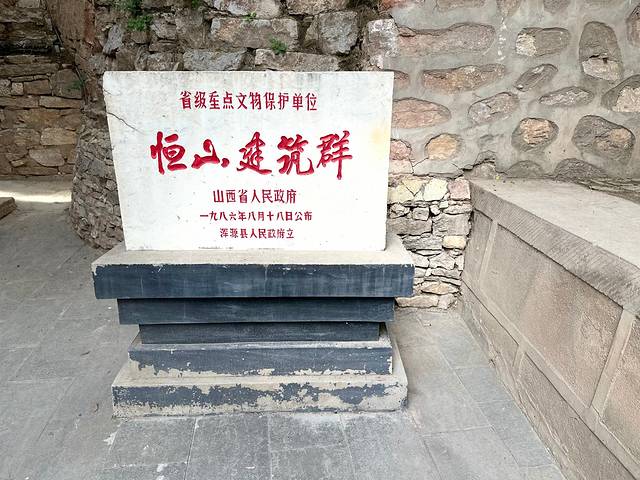 省级重点文物保护单位
恒山建筑群
山西省人民政府
一九八六年八月十八日公布
浑源县人民政府立